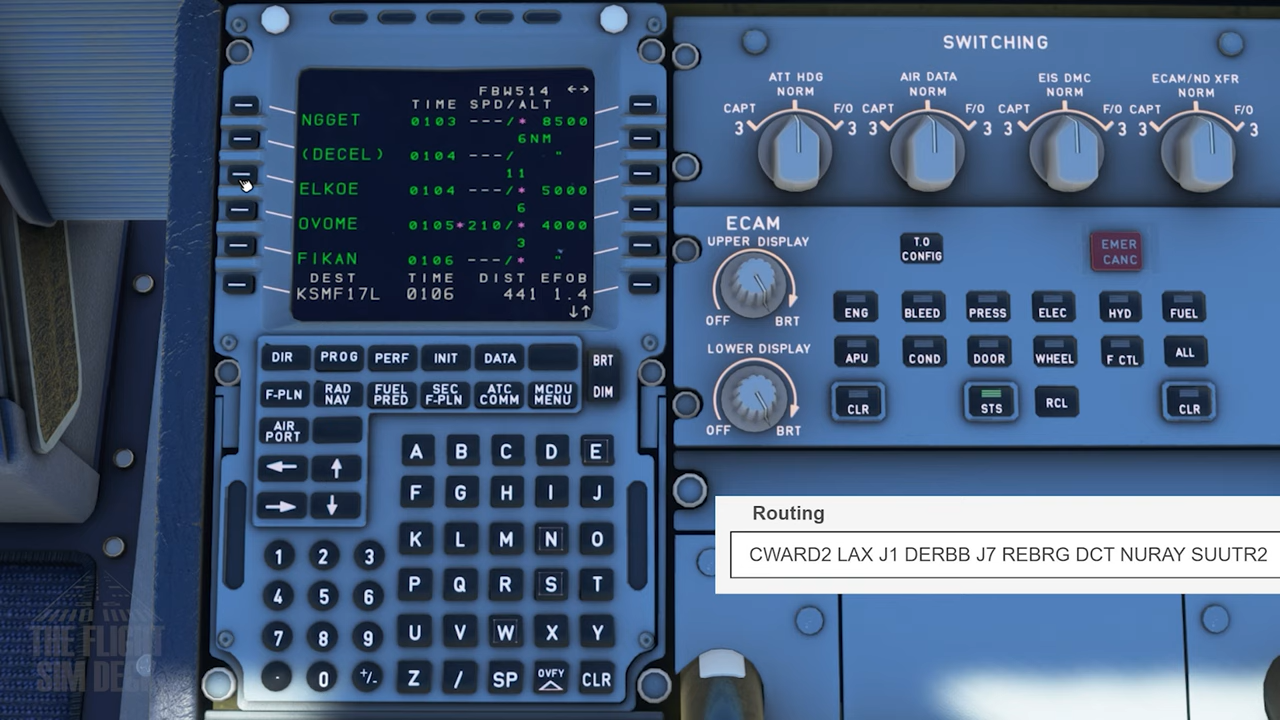 FBW514 ←→
TIME SPD/ALT
NGGET 0103 ---/* 8500
6NM
(DECEL) 0104 ---/ "
11
ELKOE 0104 ---/* 5000
6
OVOME 0105*210/* 4000
3
FIKAN 0106 ---/* "
DEST TIME DIST EFOB
KSMF17L 0106 441 1.4
↓↑
DIR PROG PERF INIT DATA
BRT
F-PLN RAD NAV FUEL PRED SEC F-PLN ATC COMM MCDU MENU
DIM
AIR PORT
← ↑
→ ↓
A B C D E
F G H I J
K L M N O
P Q R S T
U V W X Y
Z / SP OVFY CLR
1 2 3
4 5 6
7 8 9
. 0 +/-
SWITCHING
ATT HDG AIR DATA EIS DMC ECAM/ND XFR
NORM NORM NORM NORM
CAPT F/O CAPT F/O CAPT F/O CAPT F/O
3 3 3 3 3 3 3 3
ECAM
UPPER DISPLAY
OFF BRT
LOWER DISPLAY
OFF BRT
T.O CONFIG
EMER CANC
ENG BLEED PRESS ELEC HYD FUEL
APU COND DOOR WHEEL F CTL ALL
CLR STS RCL CLR
Routing
CWARD2 LAX J1 DERBB J7 REBRG DCT NURAY SUUTR2
THE FLIGHT
SIM DECK